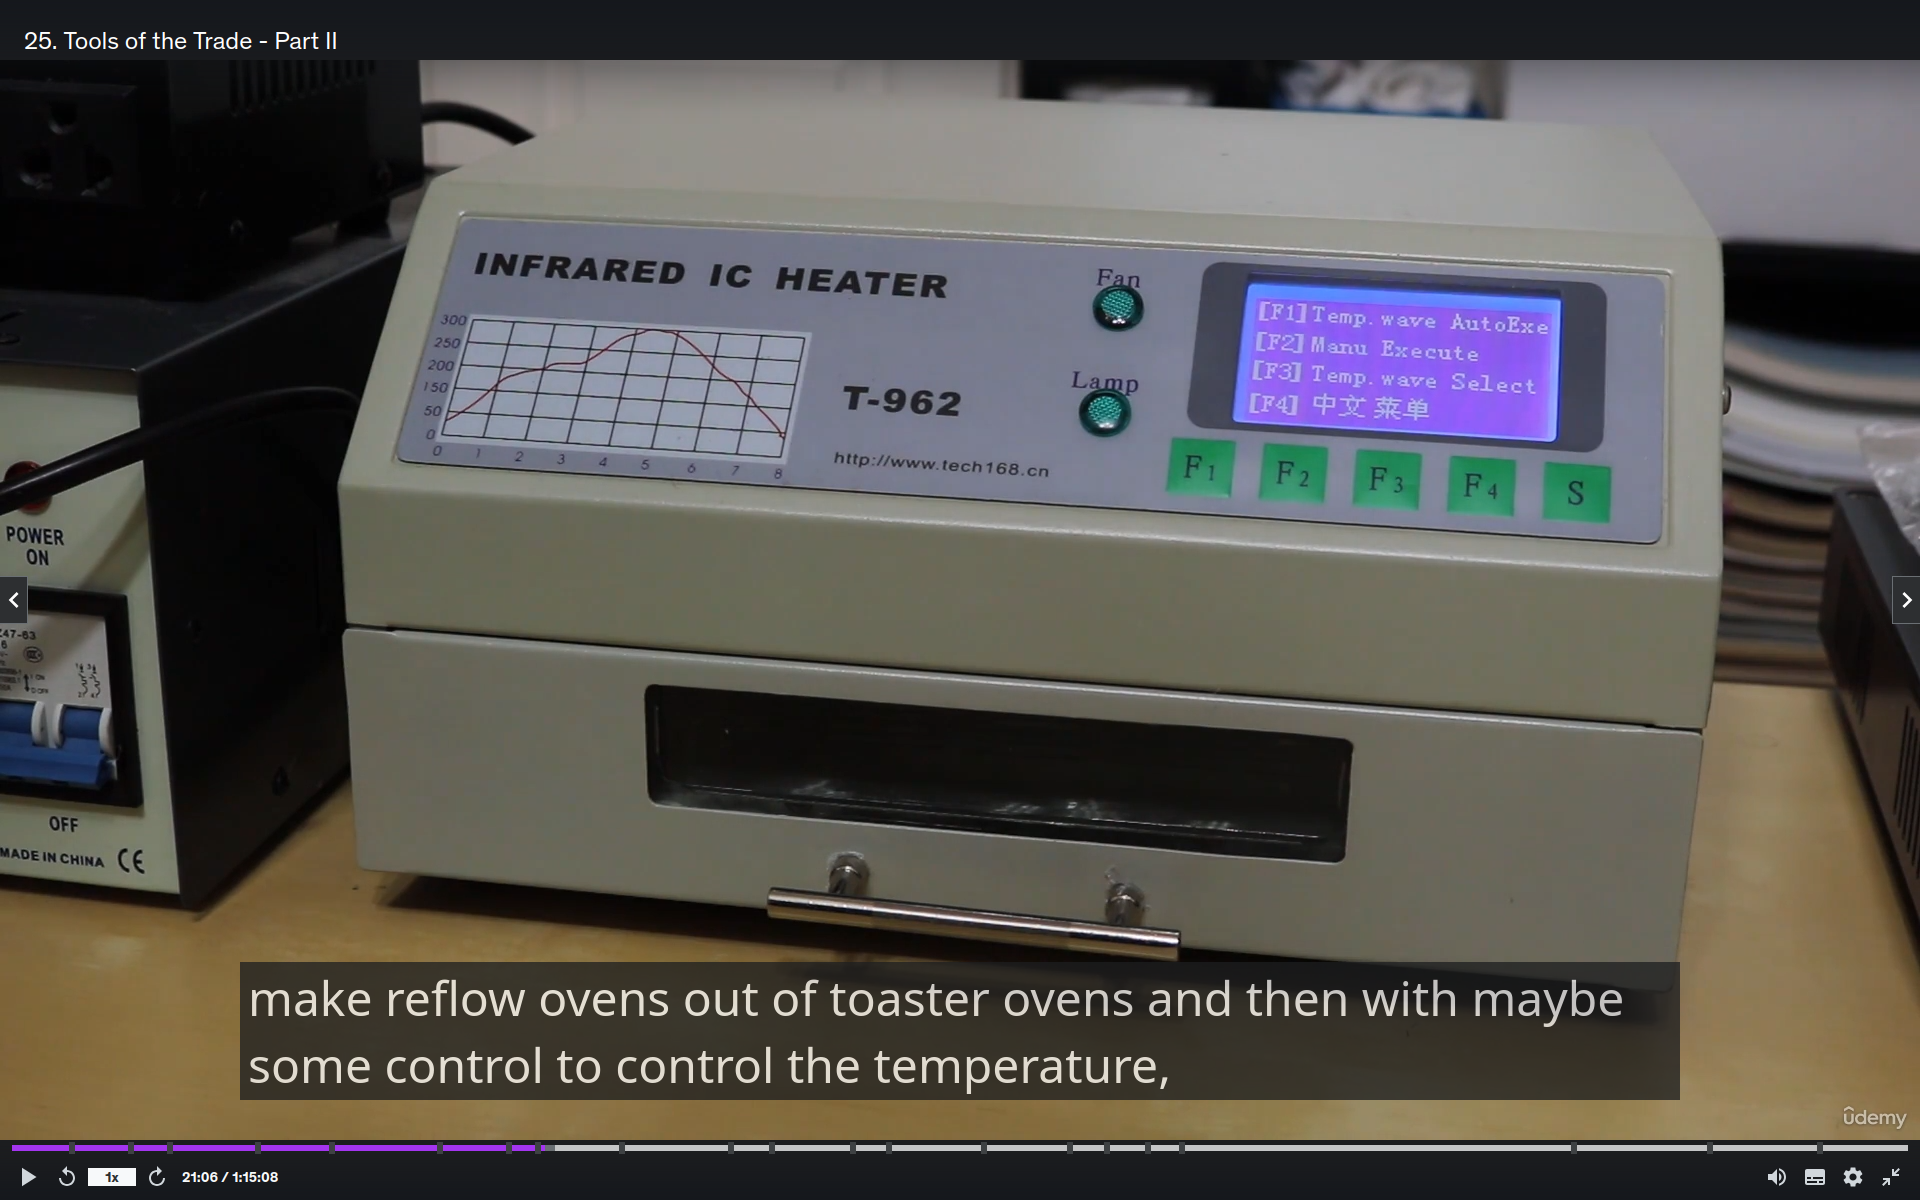 25. Tools of the Trade - Part II
INFRARED IC HEATER
Fan
[F1] Temp. wave AutoExe
[F2] Manu Execute
[F3] Temp. wave Select
[F4] 中文 菜单
300
250
200
150
50
0
0 1 2 3 4 5 6 7 8
Lamp
T-962
http://www.tech168.cn
F1 F2 F3 F4 S
POWER
ON
Z47-63
OFF
MADE IN CHINA CE
make reflow ovens out of toaster ovens and then with maybe
some control to control the temperature,
ûdemy
1x
21:06 / 1:15:08